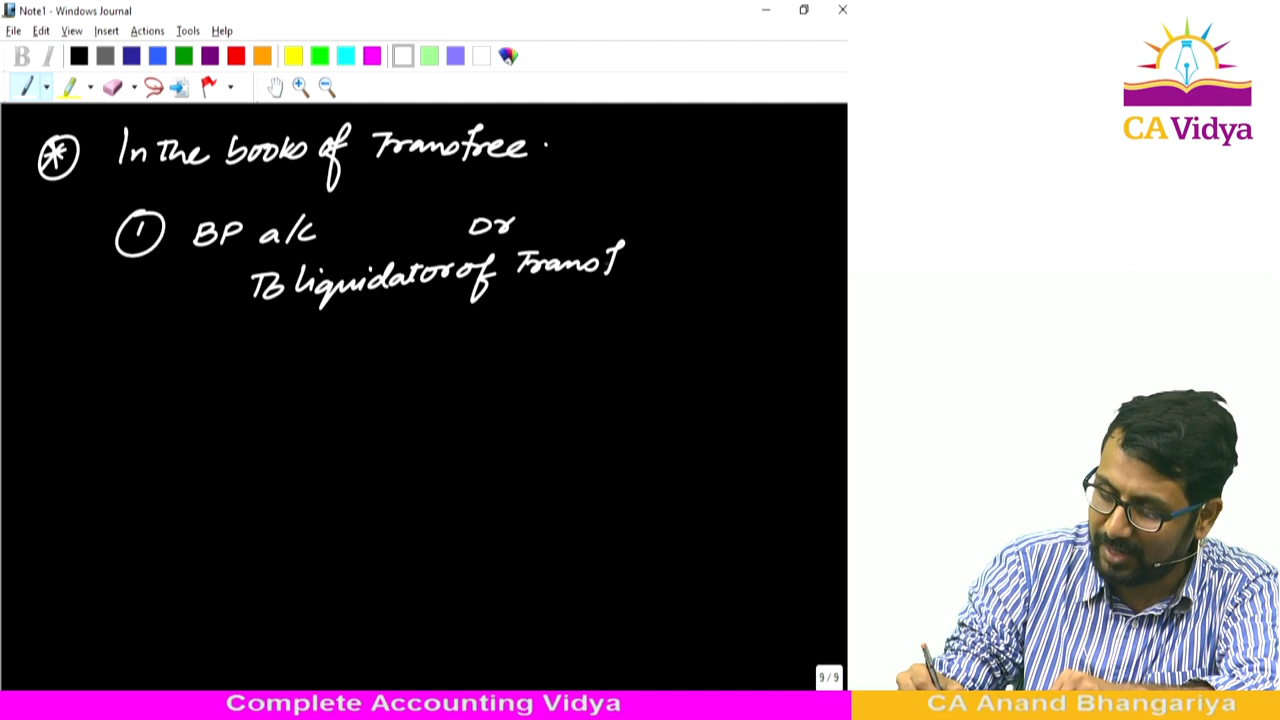 Note1 - Windows Journal
File Edit View Insert Actions Tools Help
B I
* In the books of Transfree.
1 BP a/c Dr
To liquidator of Transf
9 / 9
CA Vidya
Complete Accounting Vidya
CA Anand Bhangariya